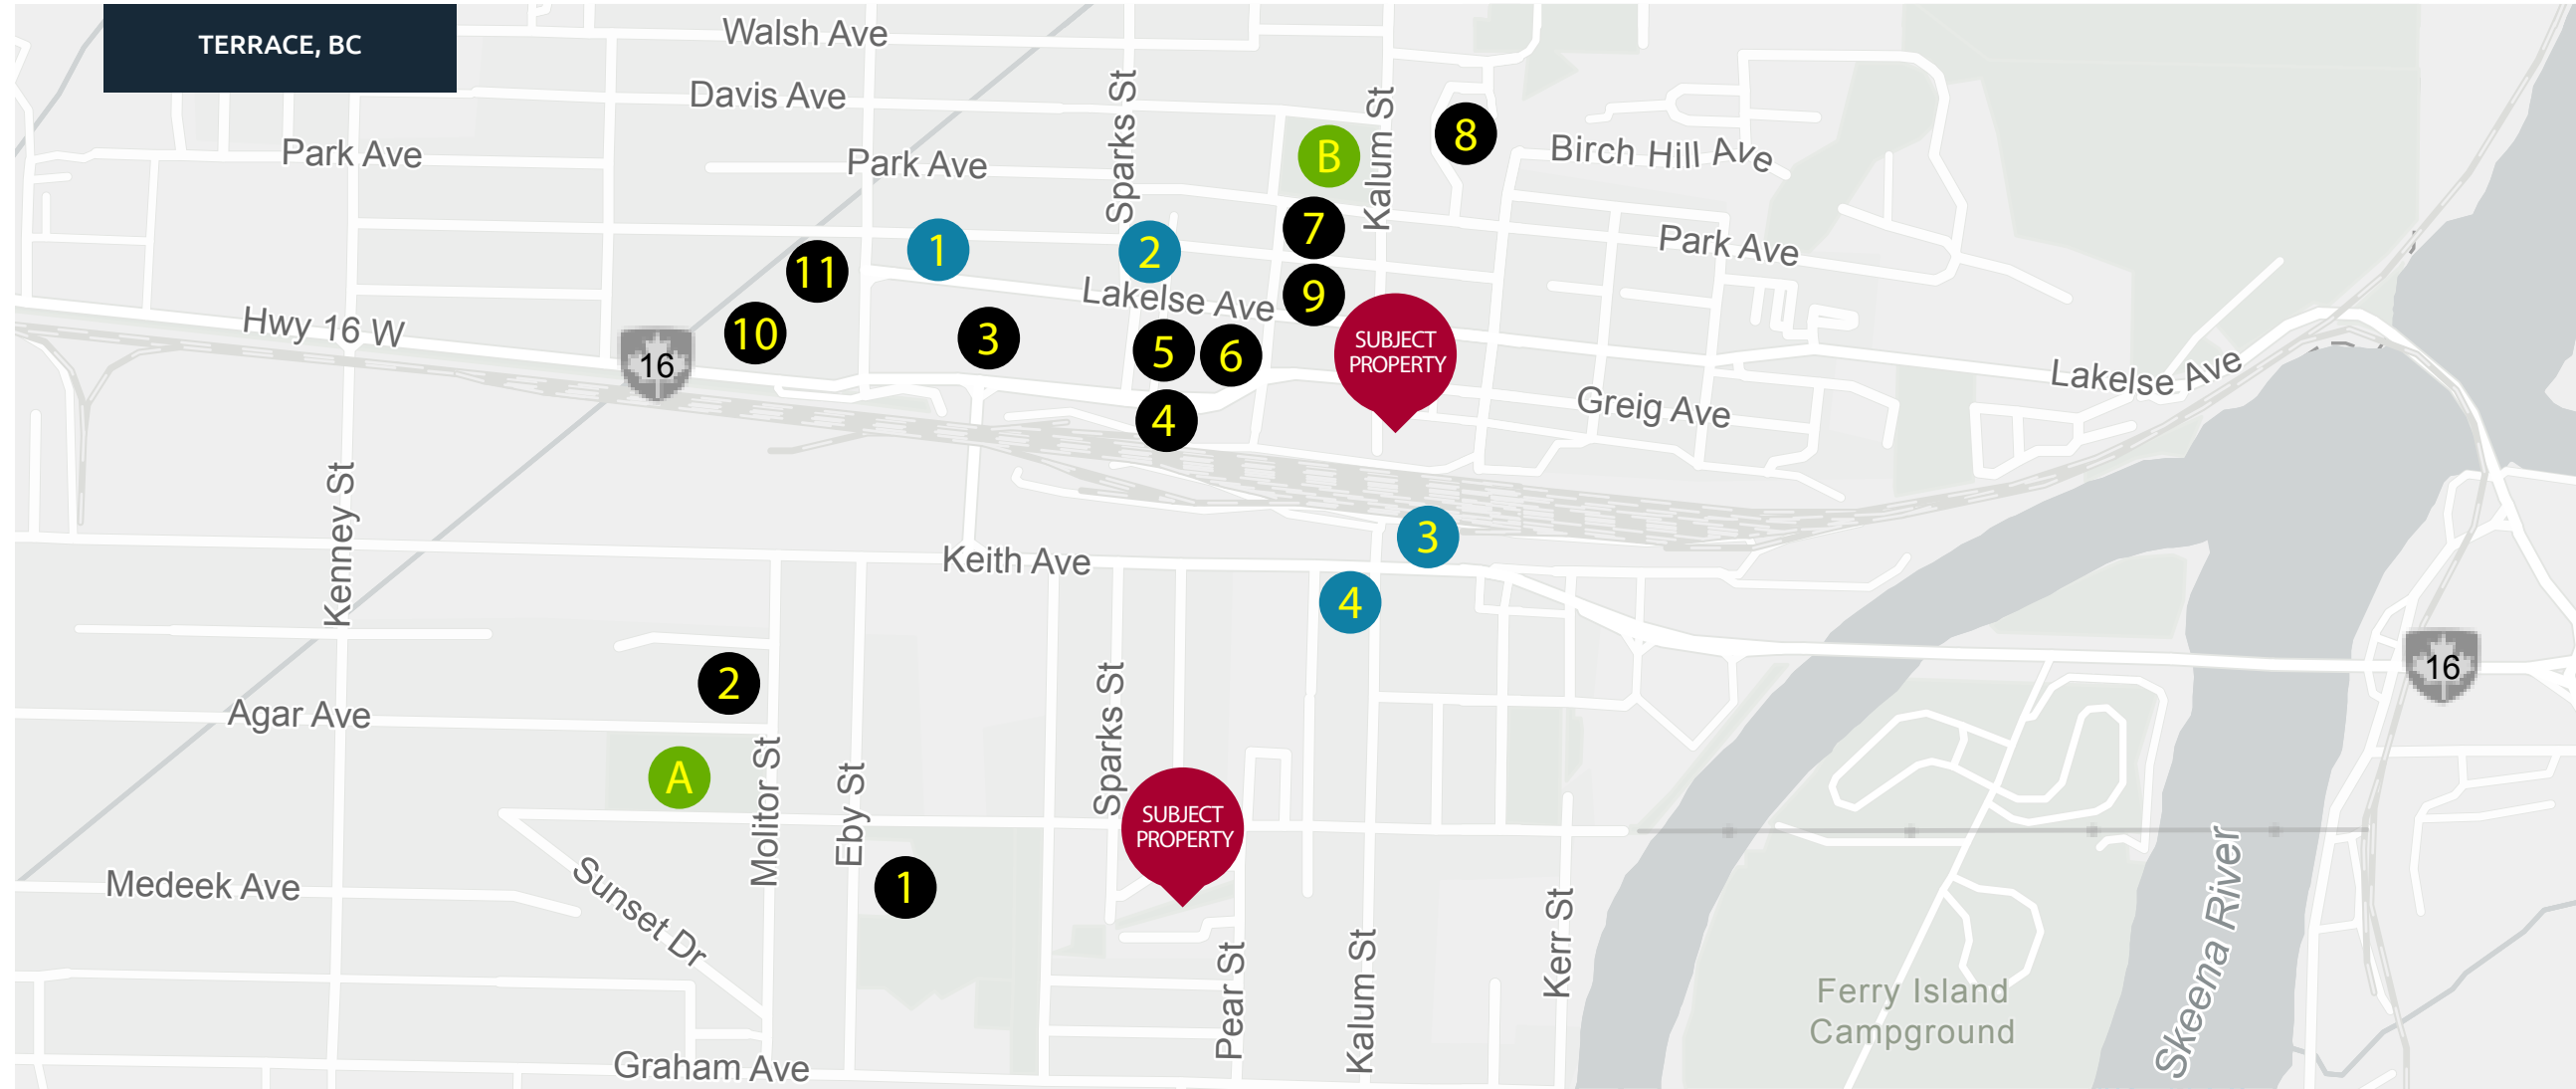 TERRACE, BC
Walsh Ave
Davis Ave
Sparks St
Kalum St
8
B
Park Ave
Park Ave
Birch Hill Ave
7
1
2
Park Ave
11
Lakelse Ave
9
Hwy 16 W
10
3
5
6
SUBJECT
PROPERTY
16
Lakelse Ave
4
Greig Ave
Kenney St
3
Keith Ave
4
2
16
Agar Ave
Sparks St
A
Molitor St
Eby St
SUBJECT
PROPERTY
Medeek Ave
1
Sunset Dr
Pear St
Kalum St
Kerr St
Ferry Island
Campground
Skeena River
Graham Ave